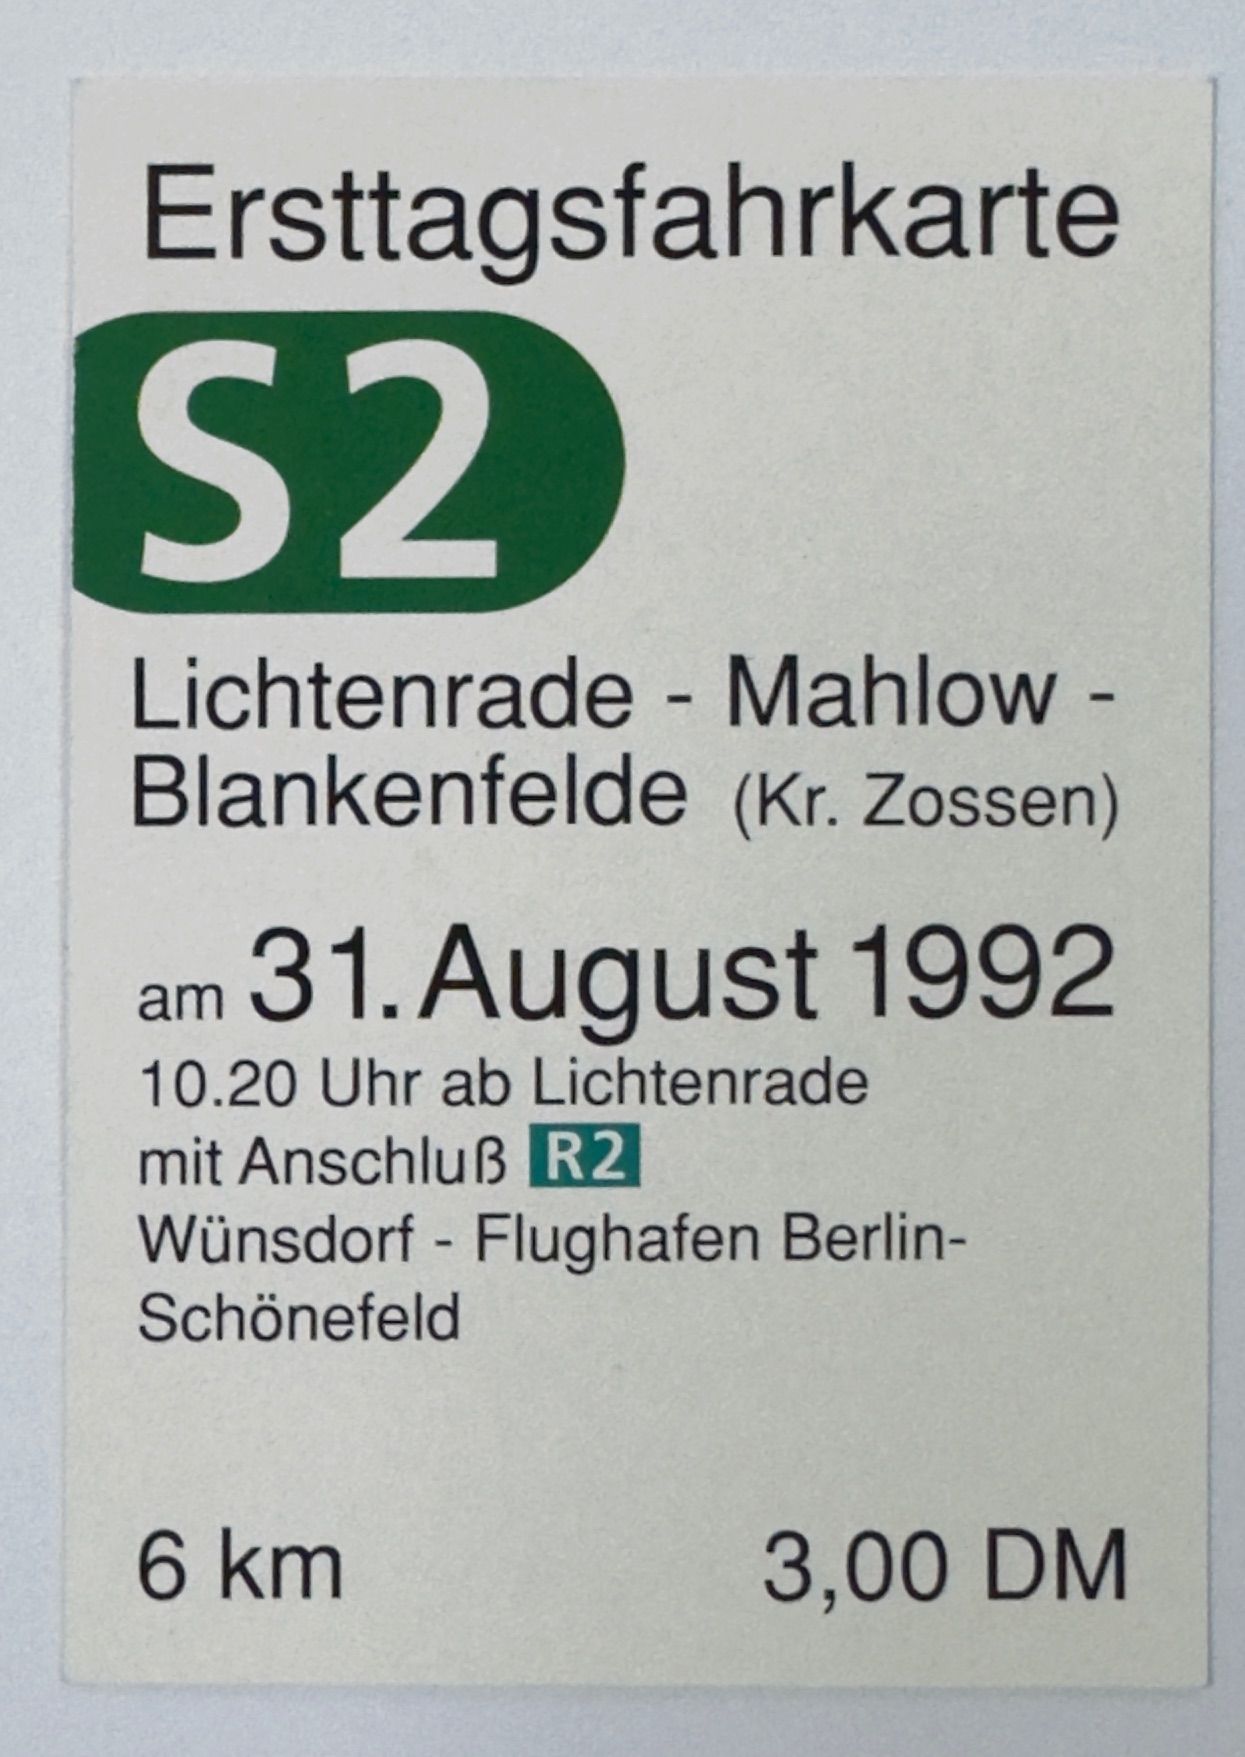 Ersttagsfahrkarte
S2
Lichtenrade - Mahlow -
Blankenfelde (Kr. Zossen)
am 31. August 1992
10.20 Uhr ab Lichtenrade
mit Anschluß R2
Wünsdorf - Flughafen Berlin-
Schönefeld
6 km 3,00 DM